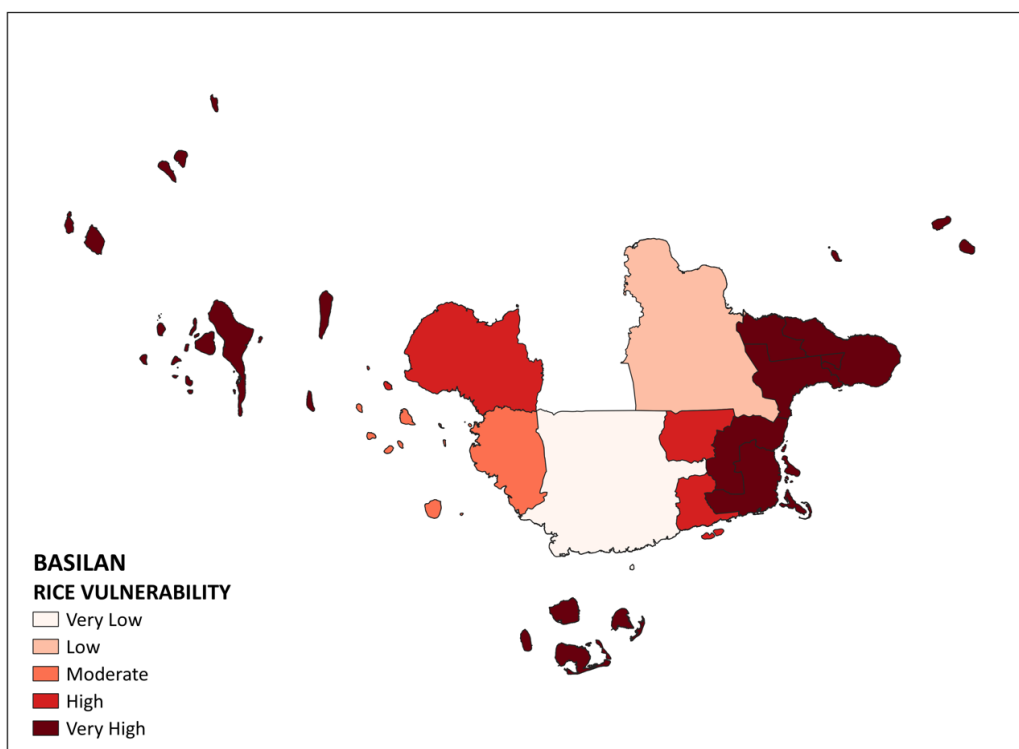 BASILAN
RICE VULNERABILITY
Very Low
Low
Moderate
High
Very High